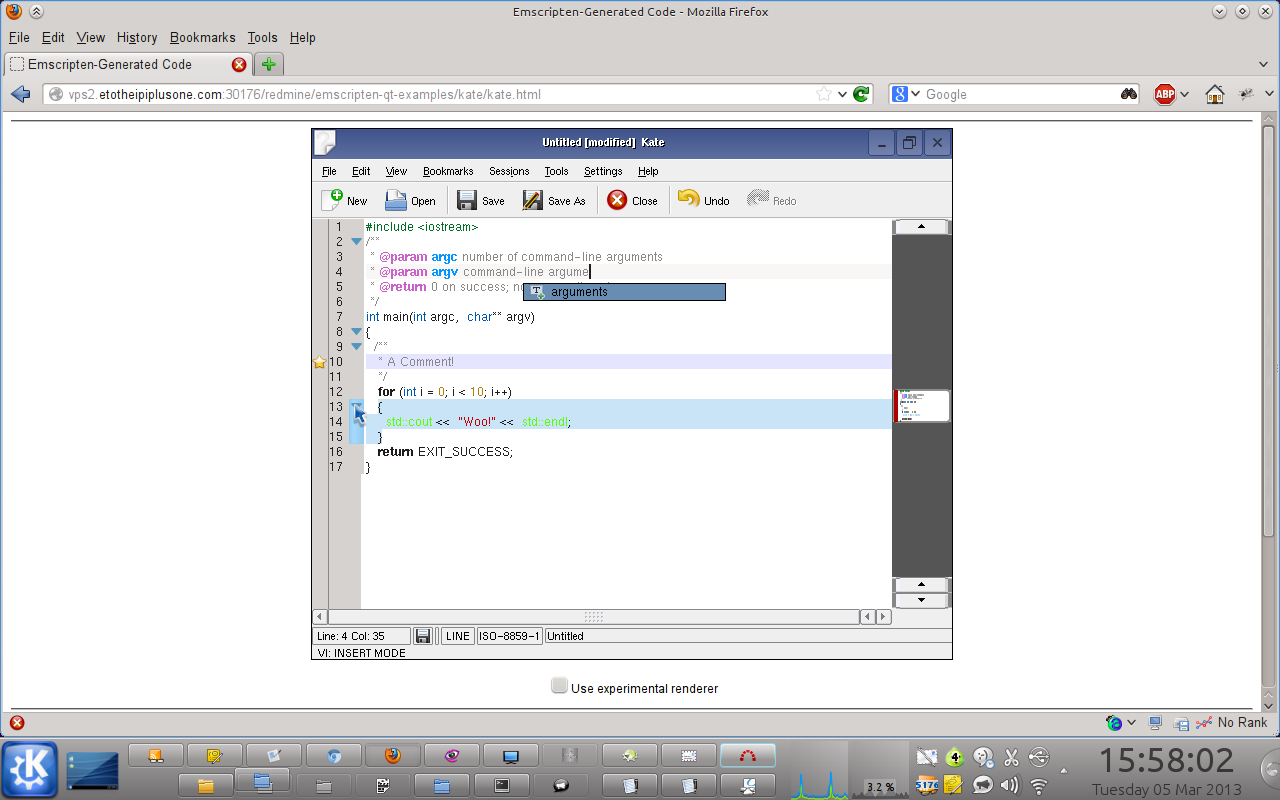 Emscripten-Generated Code - Mozilla Firefox
File Edit View History Bookmarks Tools Help
Emscripten-Generated Code
vps2.etotheipiplusone.com:30176/redmine/emscripten-qt-examples/kate/kate.html
Google
ABP
Untitled [modified] Kate
File Edit View Bookmarks Sessions Tools Settings Help
New Open Save Save As Close Undo Redo
1 #include <iostream>
2 /**
3 * @param argc number of command-line arguments
4 * @param argv command-line argume
5 * @return 0 on success;
arguments
6 */
7 int main(int argc, char** argv)
8 {
9 /**
10 * A Comment!
11 */
12 for (int i = 0; i < 10; i++)
13 {
14 std::cout << "Woo!" << std::endl;
15 }
16 return EXIT_SUCCESS;
17 }
Line: 4 Col: 35 LINE ISO-8859-1 Untitled
VI: INSERT MODE
Use experimental renderer
No Rank
3.2 %
4
5176
15:58:02
Tuesday 05 Mar 2013